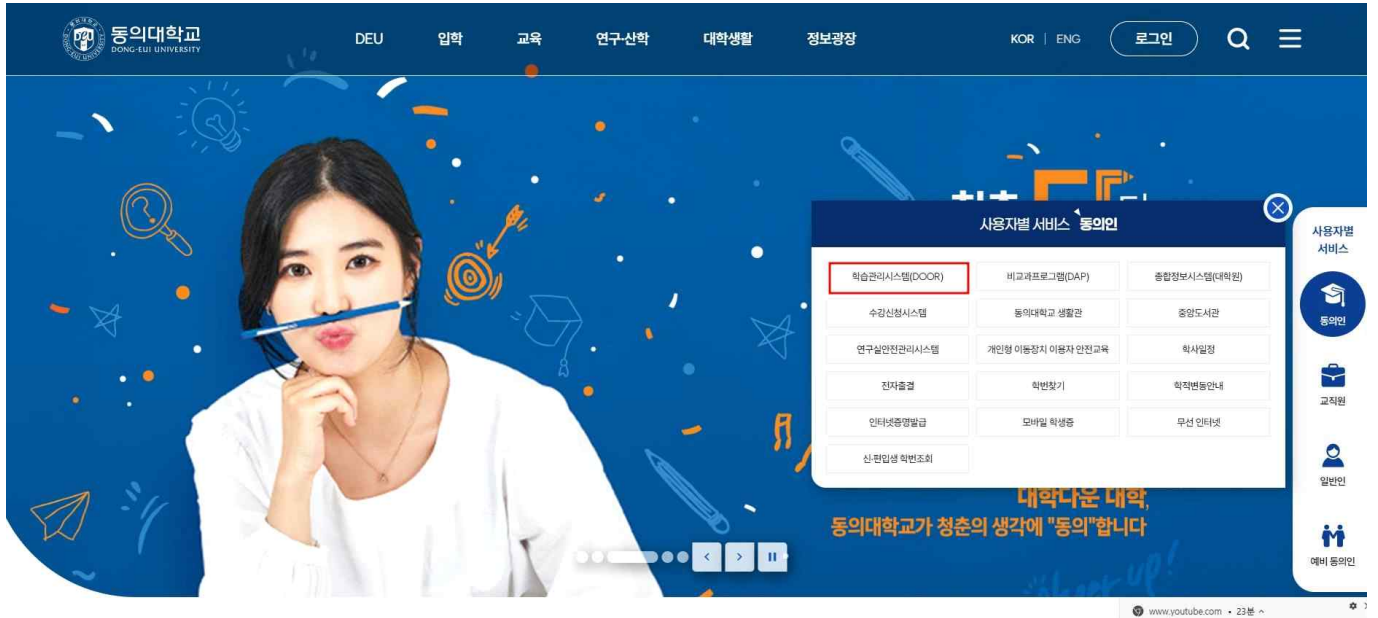 동의대학교
DONG-EUI UNIVERSITY
DEU 입학 교육 연구·산학 대학생활 정보광장
KOR | ENG 로그인
사용자별 서비스 동의인
학습관리시스템(DOOR) 비교과프로그램(DAP) 종합정보시스템(대학원)
수강신청시스템 동의대학교 생활관 중앙도서관
연구실안전관리시스템 개인형 이동장치 이용자 안전교육 학사일정
전자출결 학번찾기 학적변동안내
인터넷증명발급 모바일 학생증 무선 인터넷
신·편입생 학번조회
사용자별
서비스
동의인
교직원
일반인
예비 동의인
대학다운 대학,
동의대학교가 청춘의 생각에 "동의"합니다
cheer up!
www.youtube.com • 23분